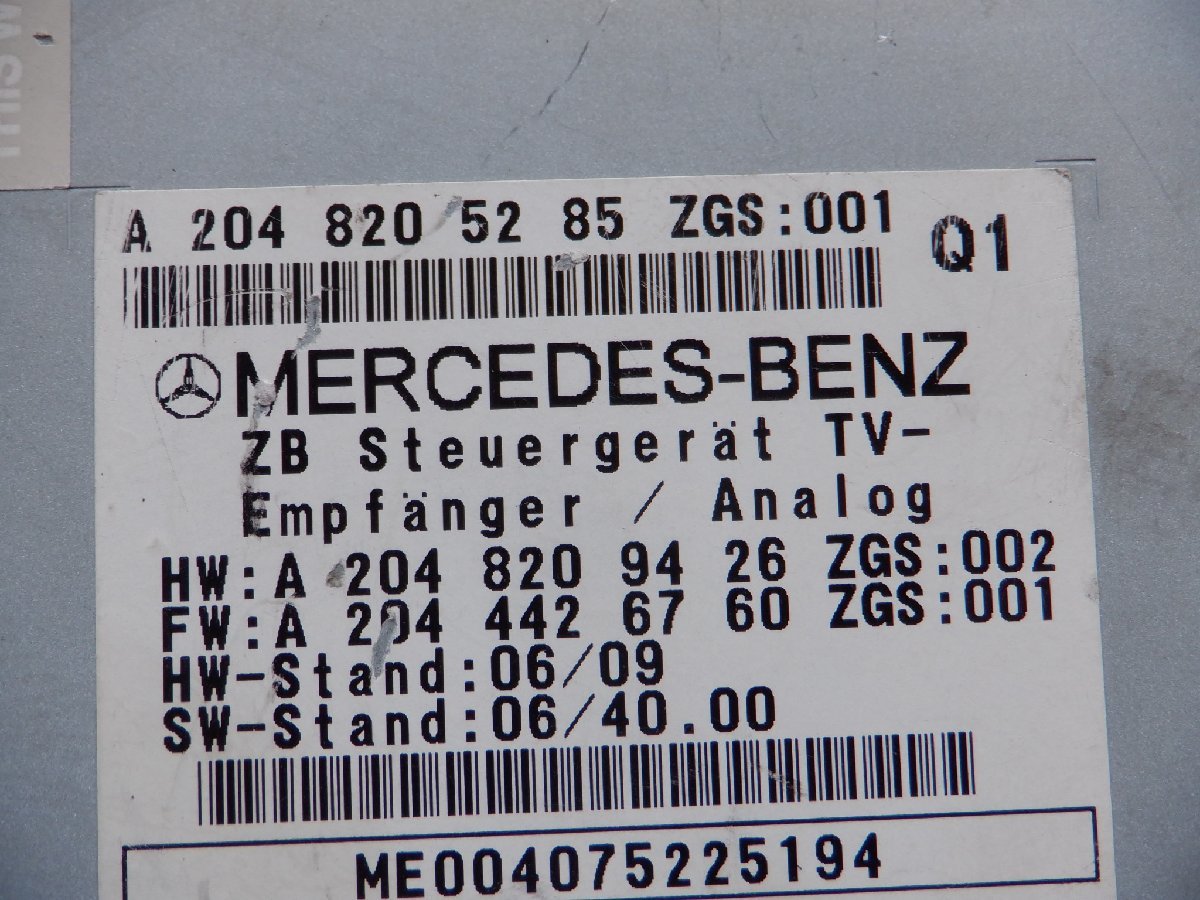 A 204 820 52 85 ZGS:001
Q1
MERCEDES-BENZ
ZB Steuergerät TV-
Empfänger / Analog
HW:A 204 820 94 26 ZGS:002
FW:A 204 442 67 60 ZGS:001
HW-Stand:06/09
SW-Stand:06/40.00
ME004075225194